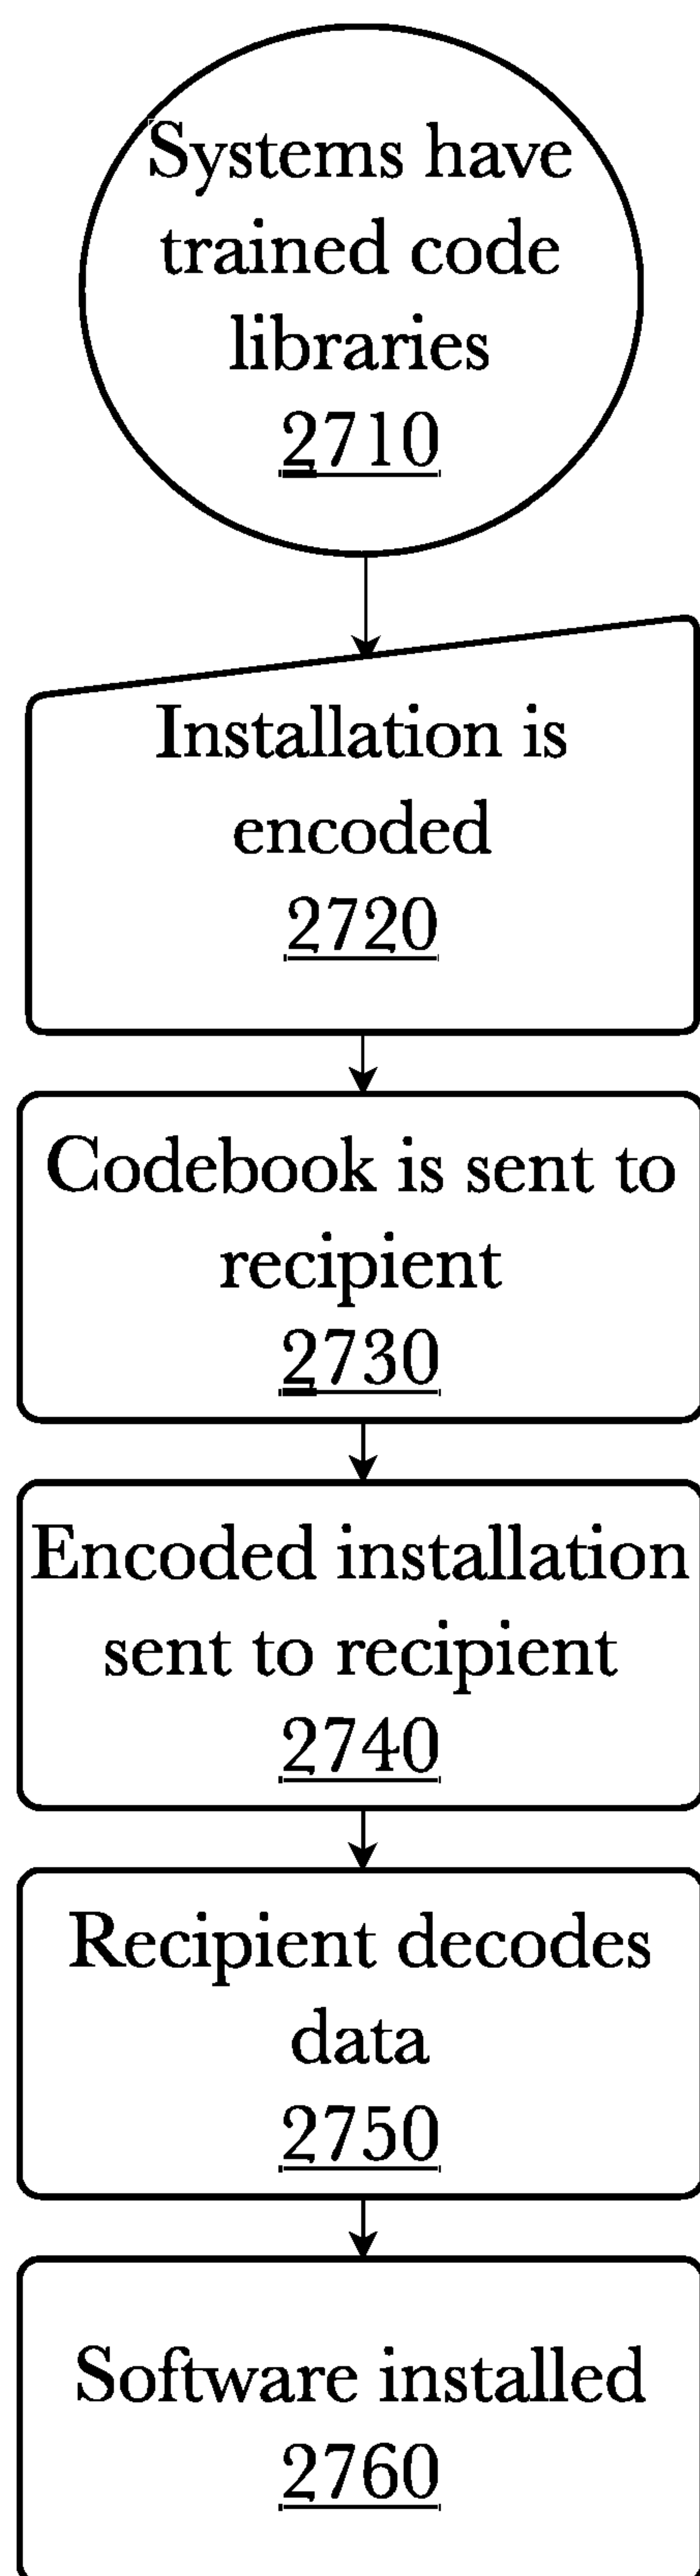 Systems have
trained code
libraries
2710
Installation is
encoded
2720
Codebook is sent to
recipient
2730
Encoded installation
sent to recipient
2740
Recipient decodes
data
2750
Software installed
2760